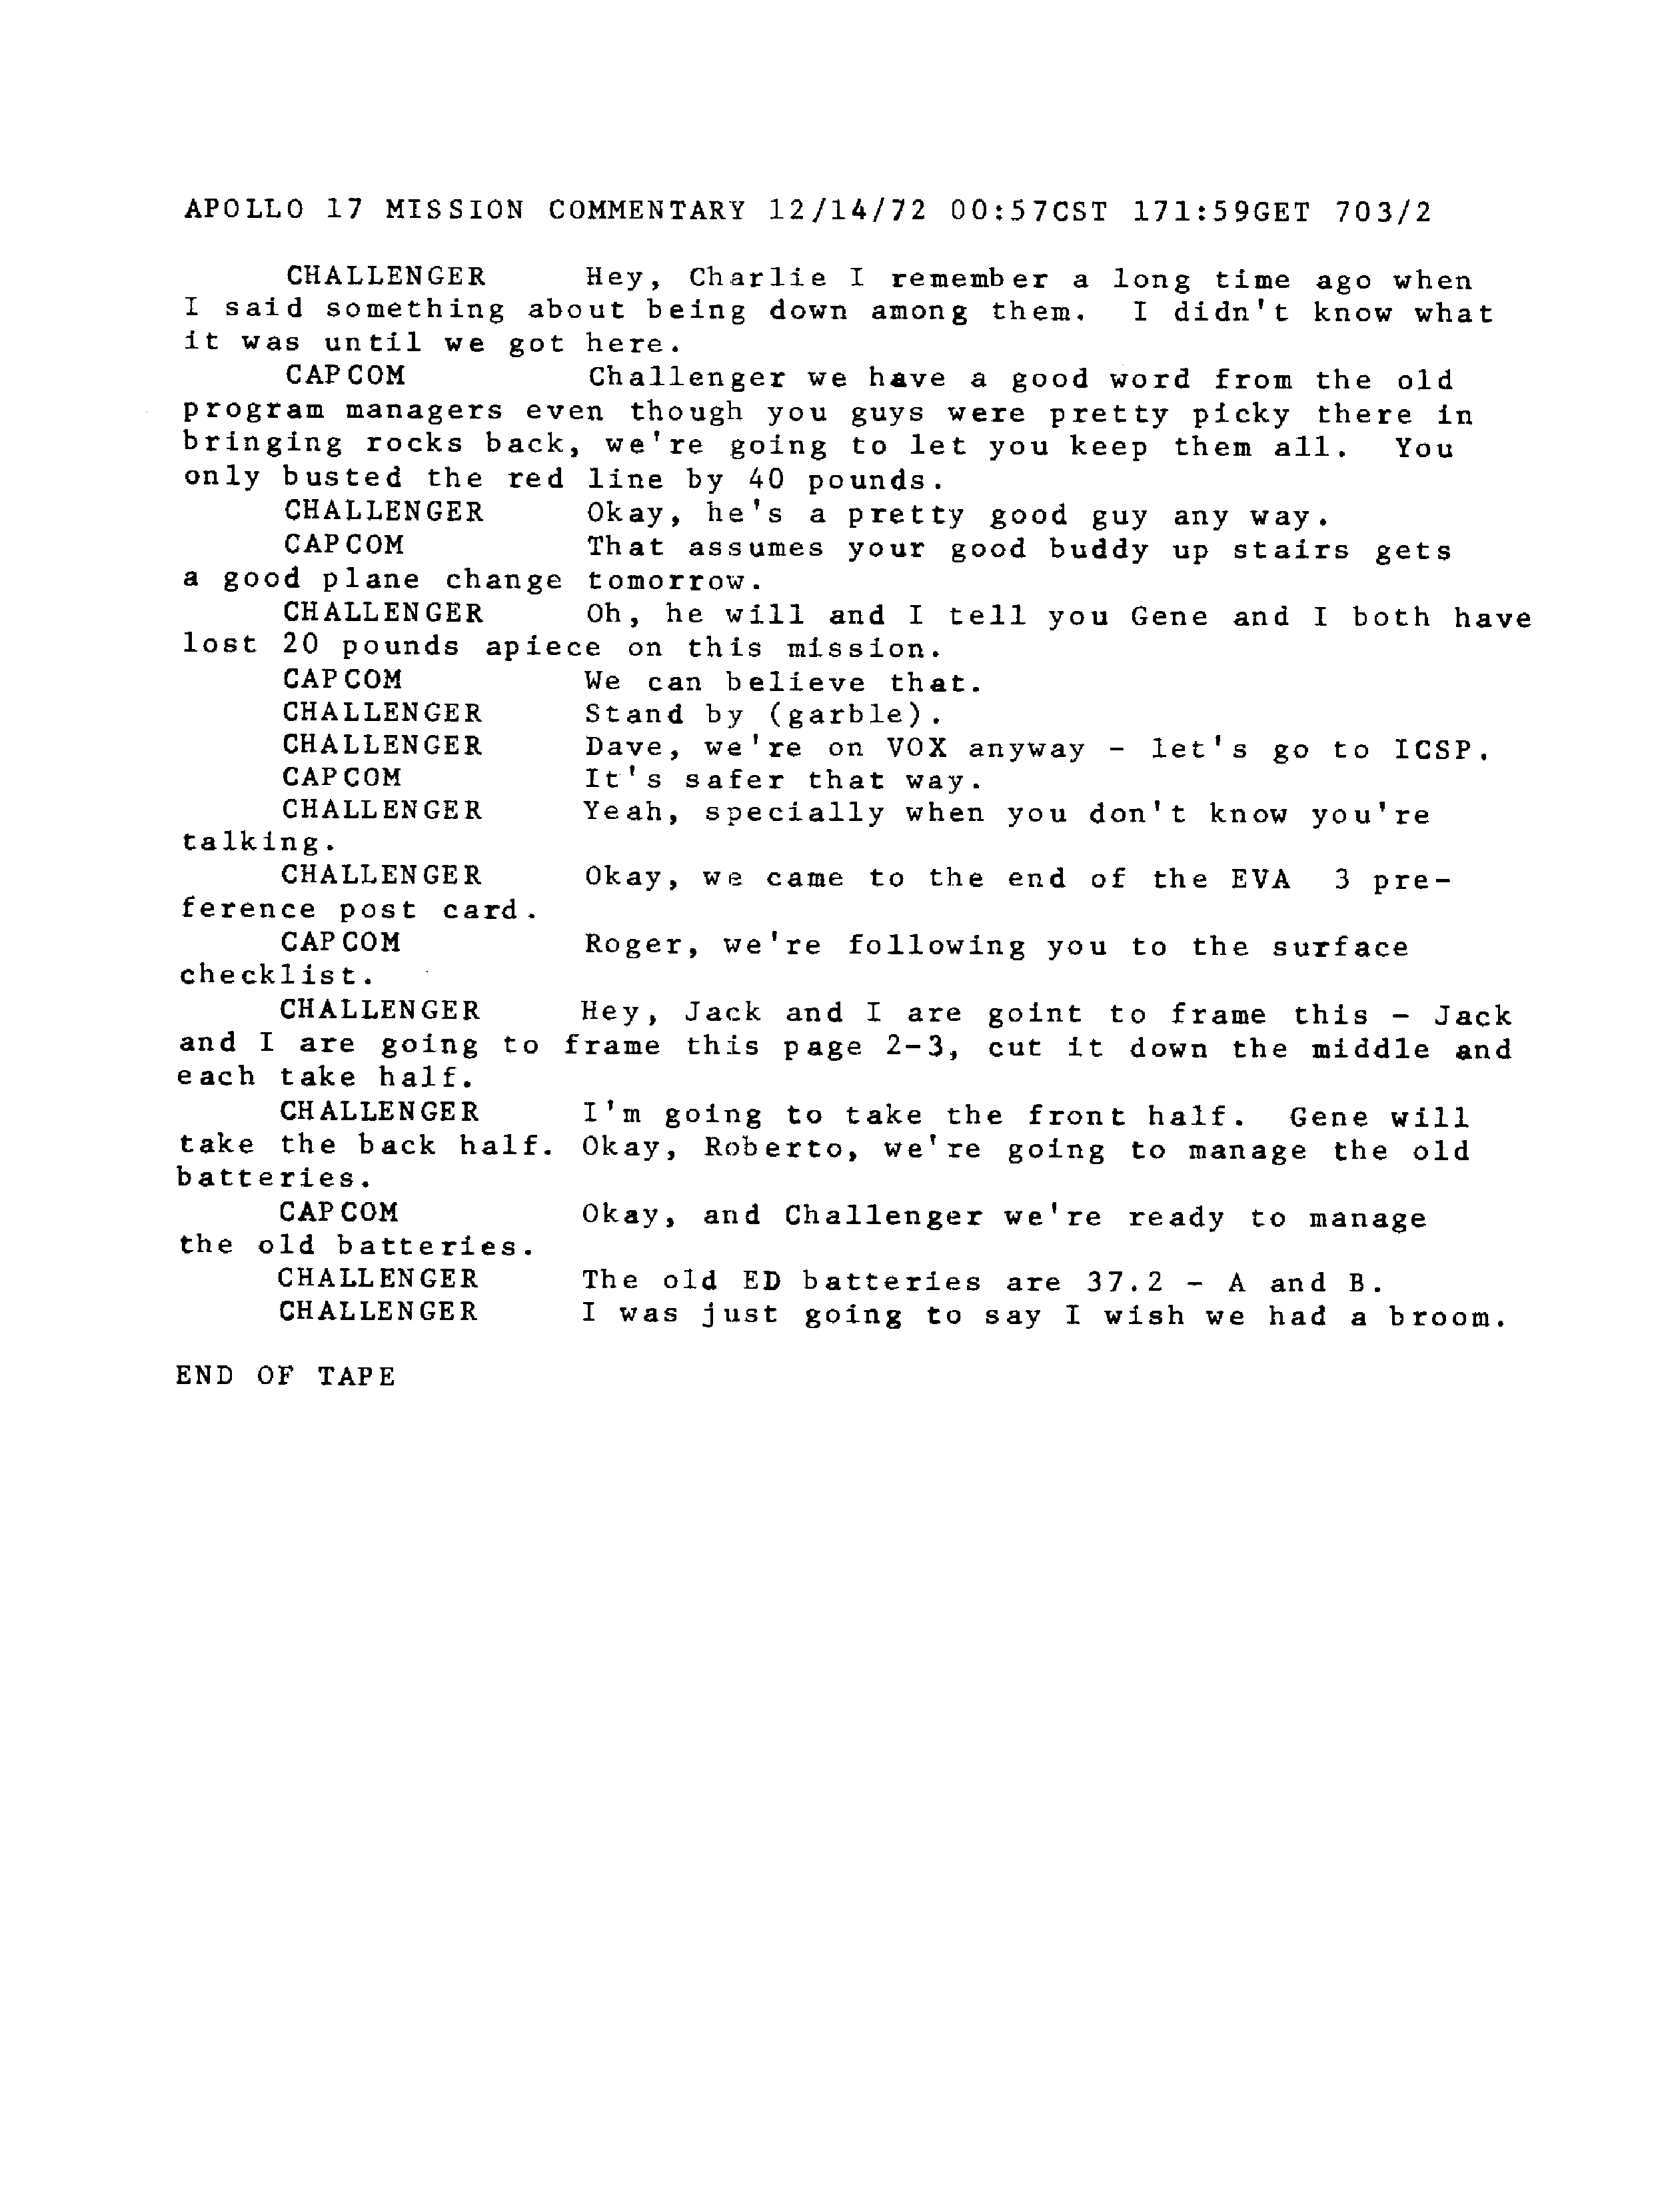 APOLLO 17 MISSION COMMENTARY 12/14/72 00:57CST 171:59GET 703/2
CHALLENGER Hey, Charlie I remember a long time ago when
I said something about being down among them. I didn't know what
it was until we got here.
CAPCOM Challenger we have a good word from the old
program managers even though you guys were pretty picky there in
bringing rocks back, we're going to let you keep them all. You
only busted the red line by 40 pounds.
CHALLENGER Okay, he's a pretty good guy any way.
CAPCOM That assumes your good buddy up stairs gets
a good plane change tomorrow.
CHALLENGER Oh, he will and I tell you Gene and I both have
lost 20 pounds apiece on this mission.
CAPCOM We can believe that.
CHALLENGER Stand by (garble).
CHALLENGER Dave, we're on VOX anyway - let's go to ICSP.
CAPCOM It's safer that way.
CHALLENGER Yeah, specially when you don't know you're
talking.
CHALLENGER Okay, we came to the end of the EVA 3 pre-
ference post card.
CAPCOM Roger, we're following you to the surface
checklist.
CHALLENGER Hey, Jack and I are goint to frame this - Jack
and I are going to frame this page 2-3, cut it down the middle and
each take half.
CHALLENGER I'm going to take the front half. Gene will
take the back half. Okay, Roberto, we're going to manage the old
batteries.
CAPCOM Okay, and Challenger we're ready to manage
the old batteries.
CHALLENGER The old ED batteries are 37.2 - A and B.
CHALLENGER I was just going to say I wish we had a broom.
END OF TAPE